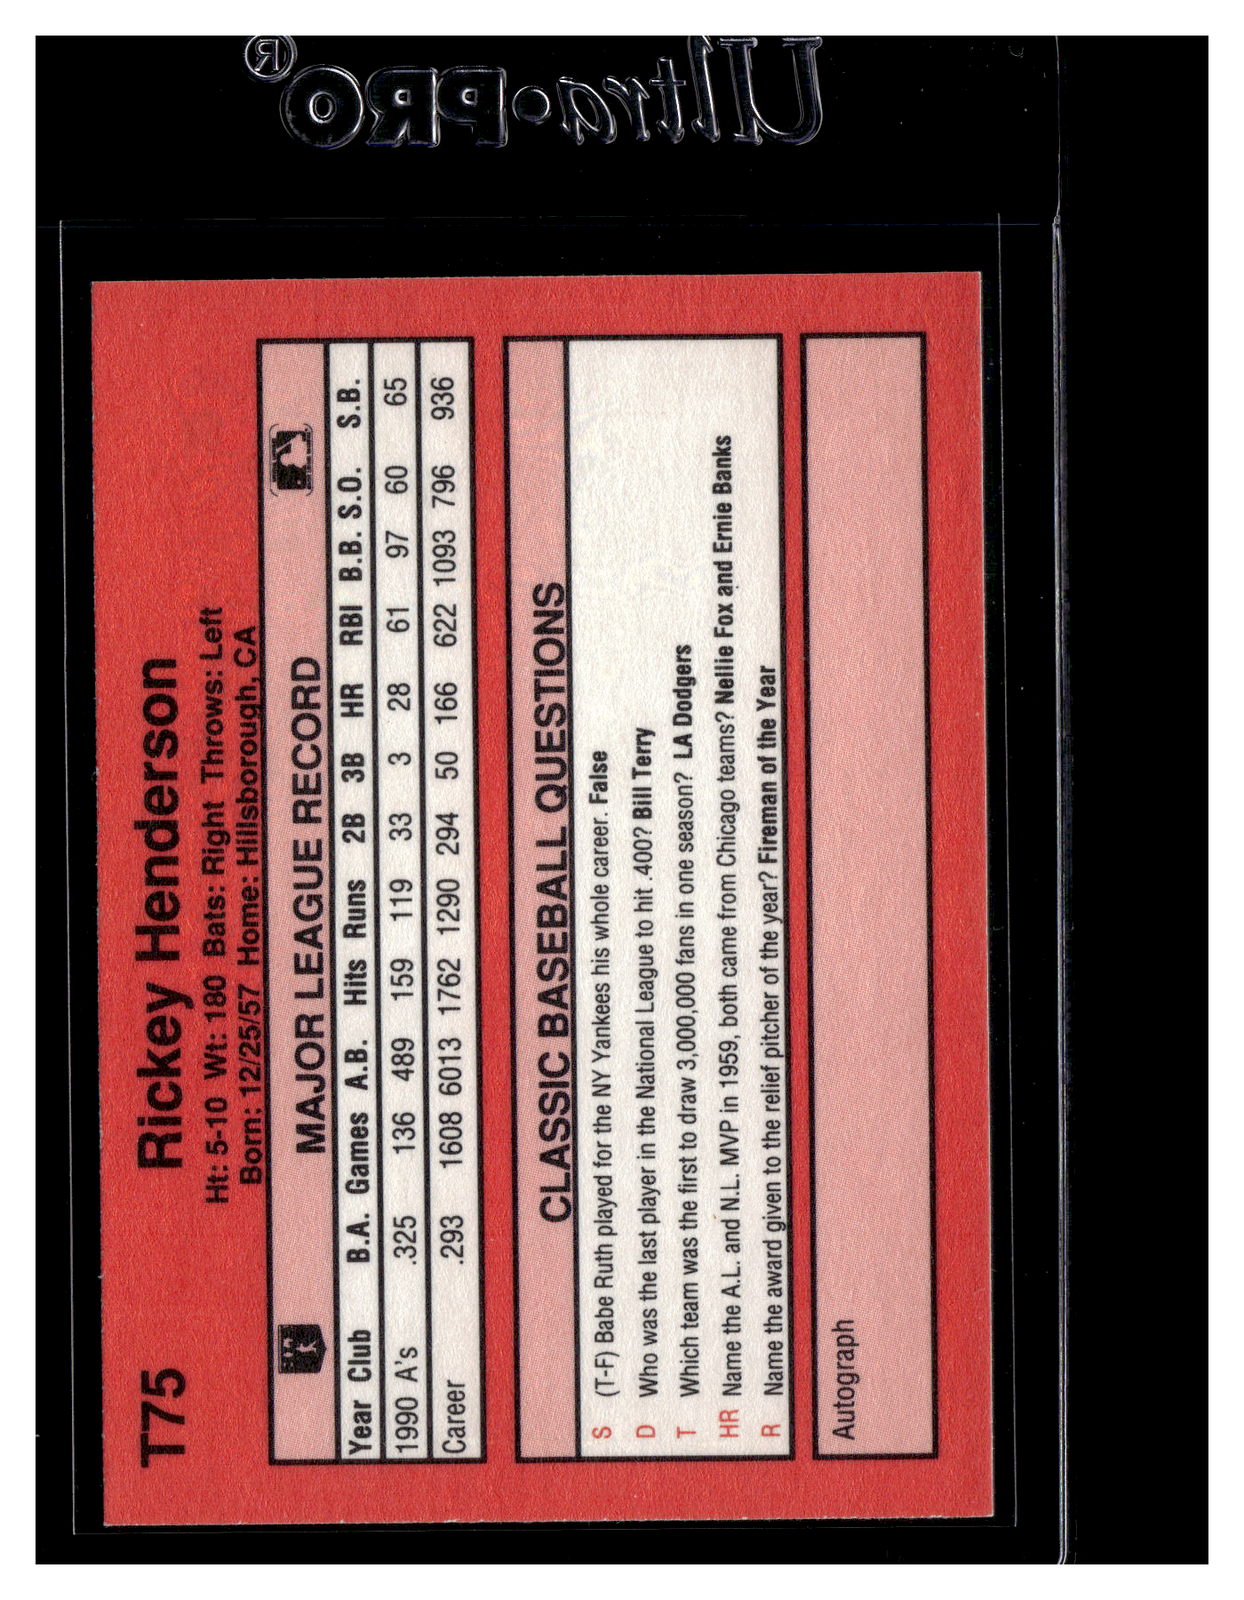 Ultra•PRO®
T75
Rickey Henderson
Ht: 5-10 Wt: 180 Bats: Right Throws: Left
Born: 12/25/57 Home: Hillsborough, CA
MAJOR LEAGUE RECORD
Year Club B.A. Games A.B. Hits Runs 2B 3B HR RBI B.B. S.O. S.B.
1990 A's .325 136 489 159 119 33 3 28 61 97 60 65
Career .293 1608 6013 1762 1290 294 50 166 622 1093 796 936
CLASSIC BASEBALL QUESTIONS
S (T-F) Babe Ruth played for the NY Yankees his whole career. False
D Who was the last player in the National League to hit .400? Bill Terry
T Which team was the first to draw 3,000,000 fans in one season? LA Dodgers
HR Name the A.L. and N.L. MVP in 1959, both came from Chicago teams? Nellie Fox and Ernie Banks
R Name the award given to the relief pitcher of the year? Fireman of the Year
Autograph